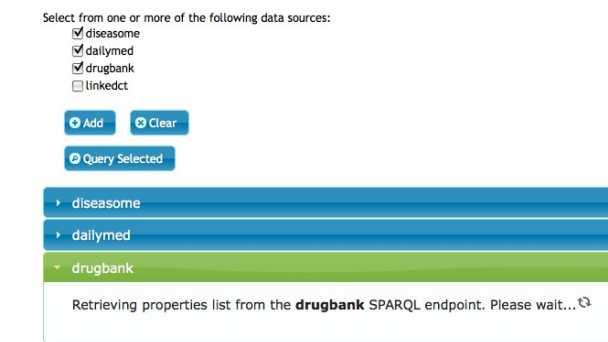 Select from one or more of the following data sources:
diseasome
dailymed
drugbank
linkedct
Add Clear
Query Selected
diseasome
dailymed
drugbank
Retrieving properties list from the drugbank SPARQL endpoint. Please wait...